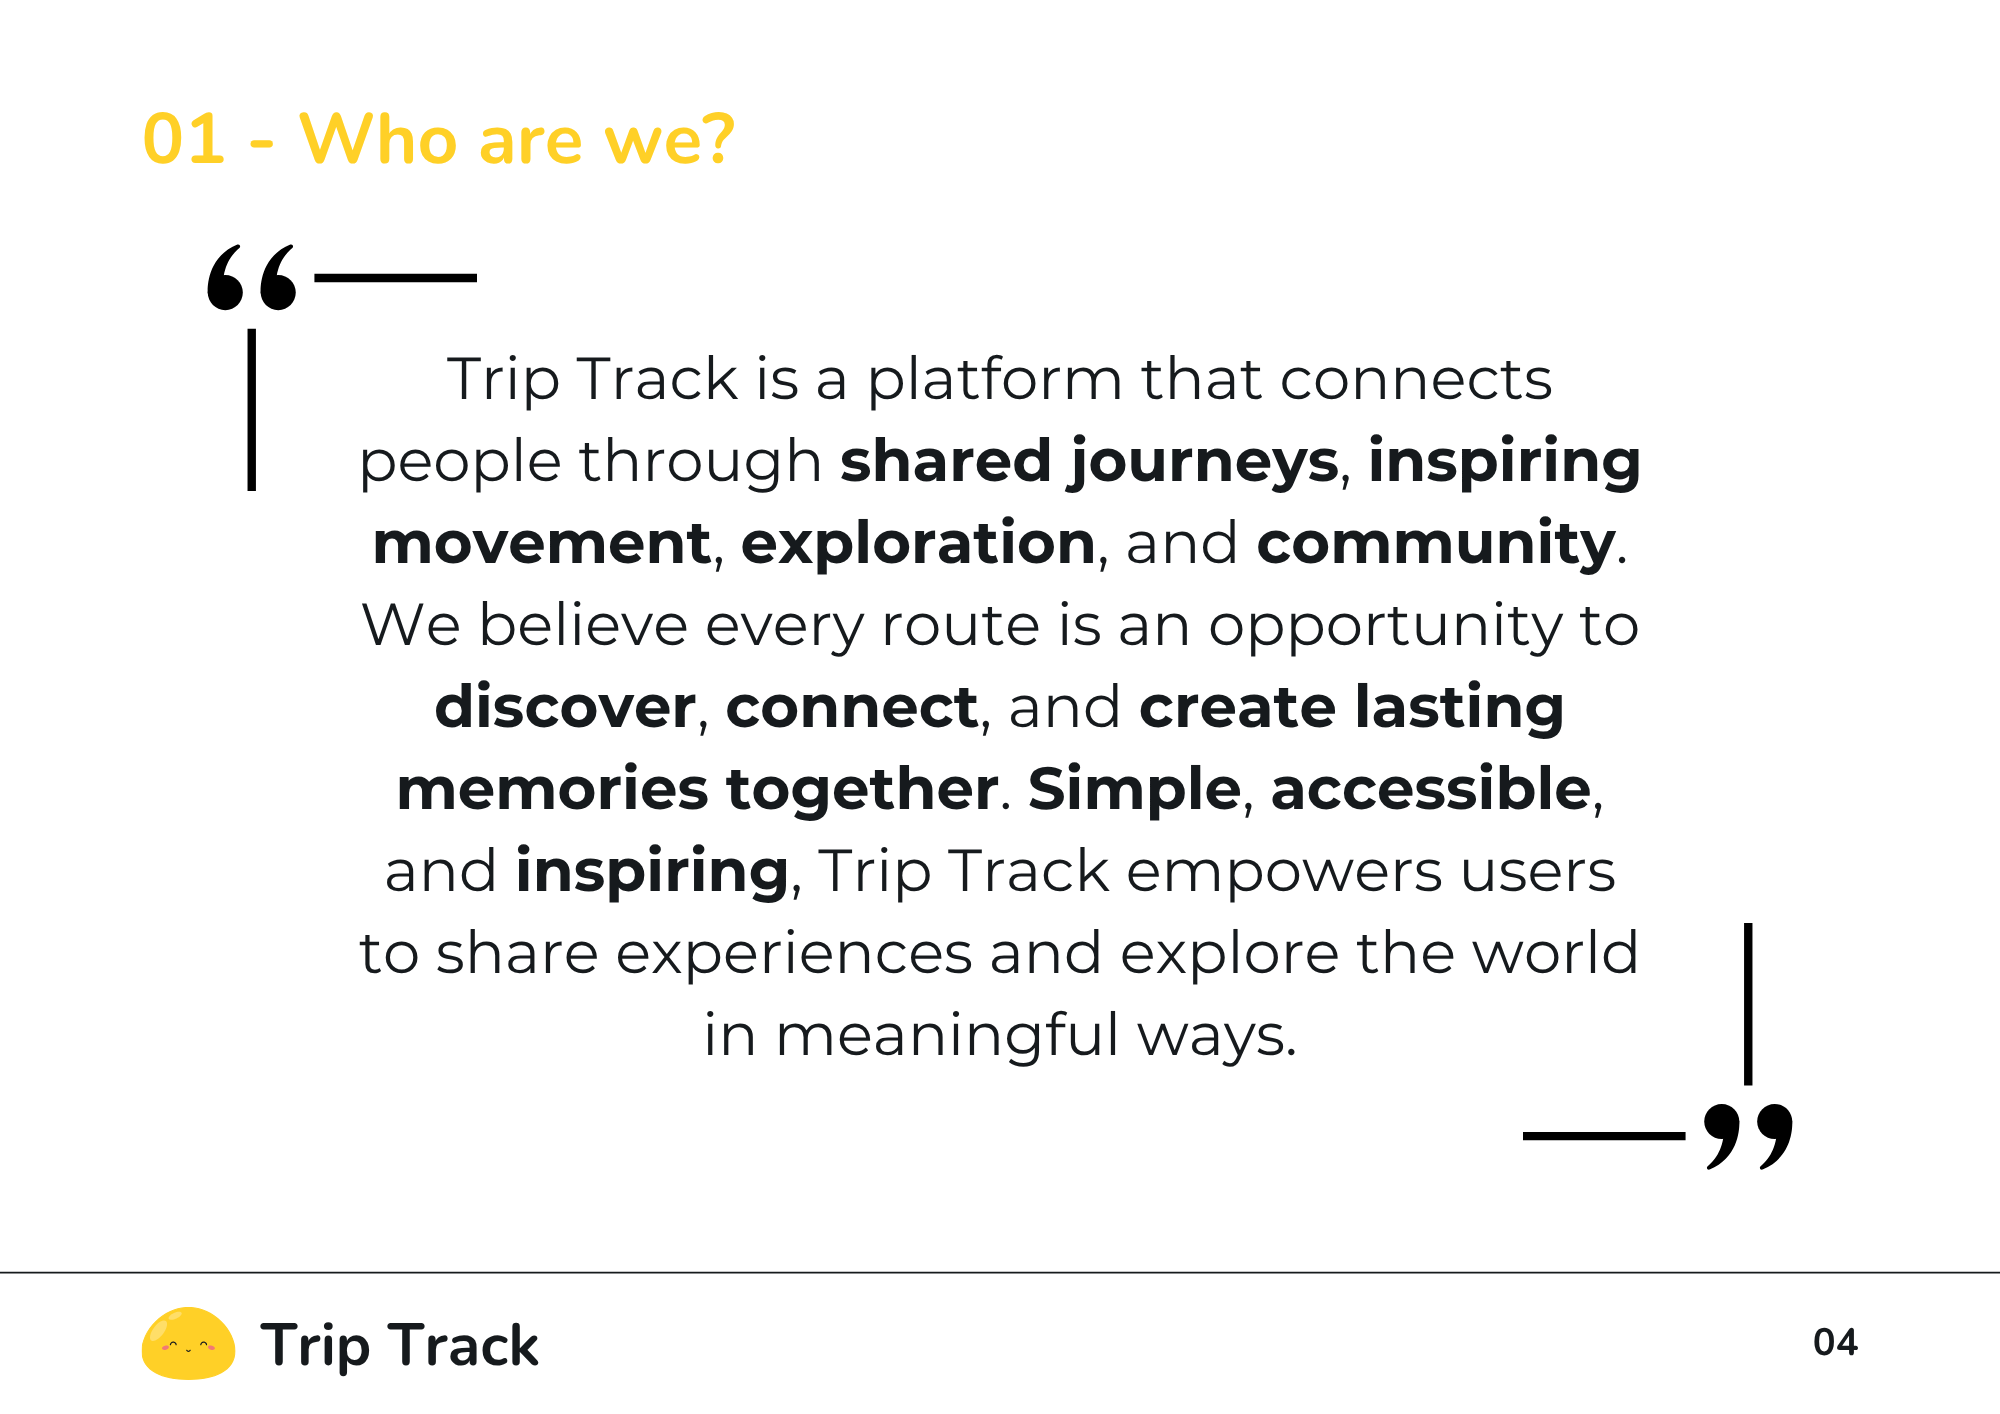 01 - Who are we?
“
Trip Track is a platform that connects
people through shared journeys, inspiring
movement, exploration, and community.
We believe every route is an opportunity to
discover, connect, and create lasting
memories together. Simple, accessible,
and inspiring, Trip Track empowers users
to share experiences and explore the world
in meaningful ways.
”
Trip Track
04